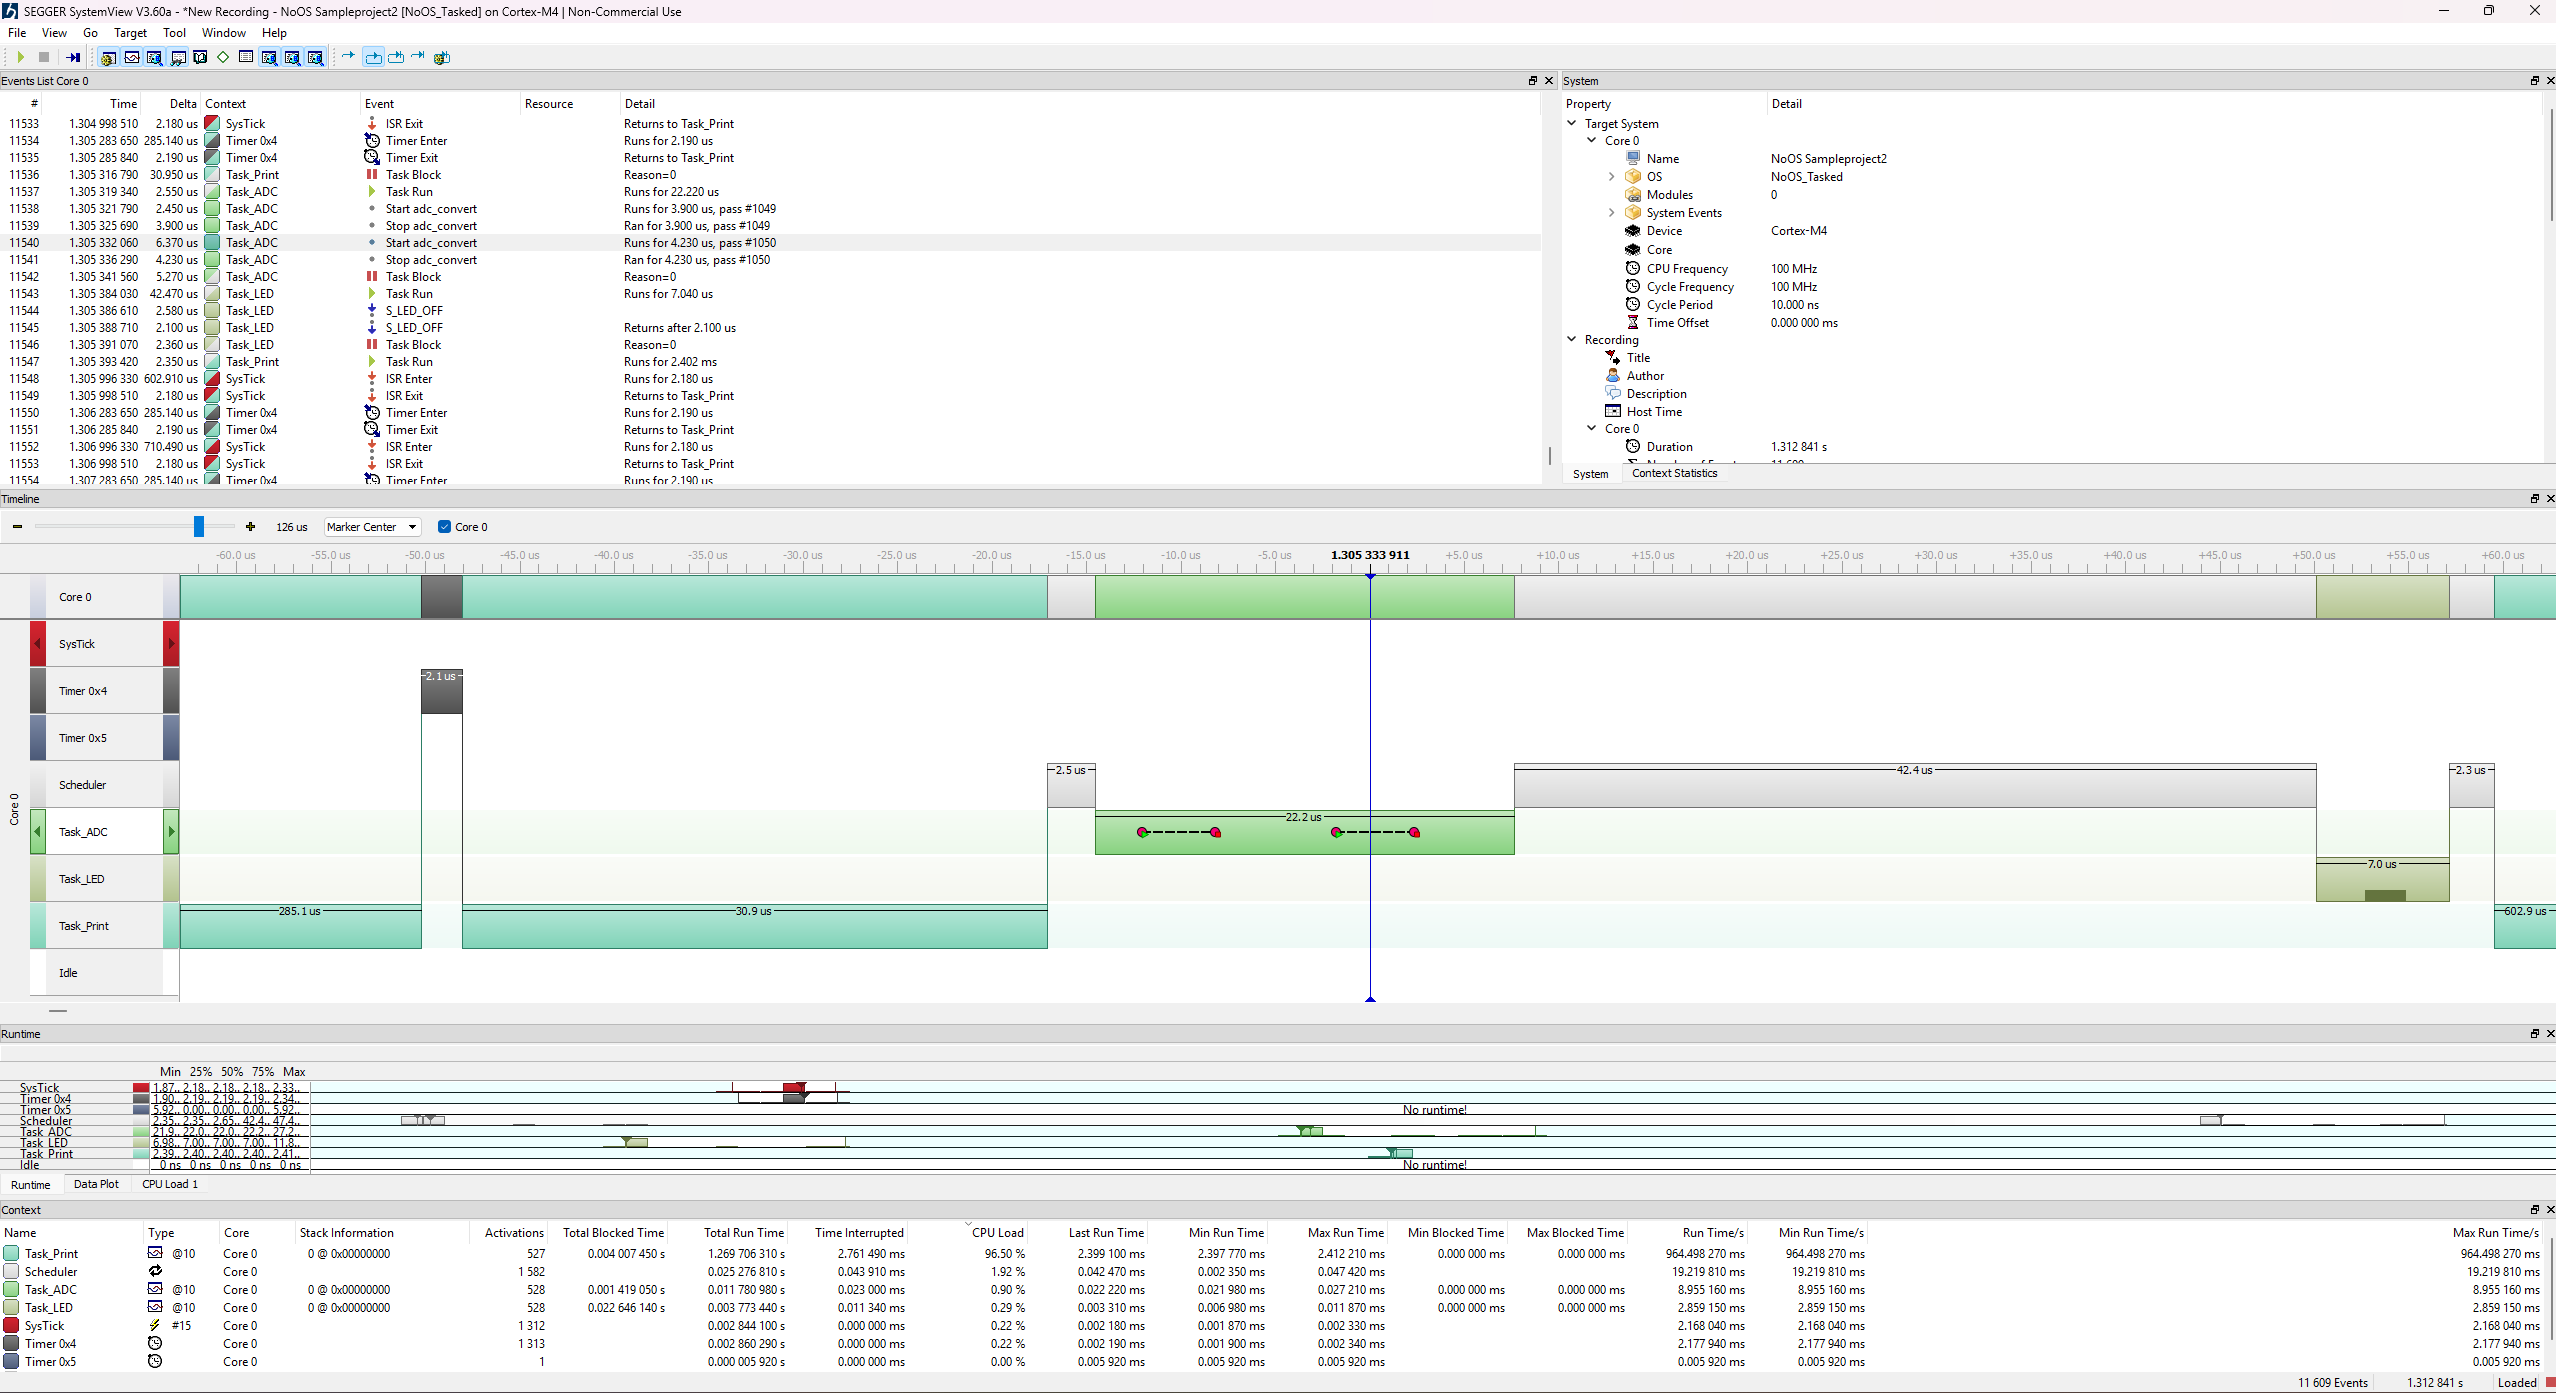 SEGGER SystemView V3.60a - *New Recording - NoOS Sampleproject2 [NoOS_Tasked] on Cortex-M4 | Non-Commercial Use
File View Go Target Tool Window Help
Events List Core 0
# Time Delta Context Event Resource Detail
11533 1.304 998 510 2.180 us SysTick ISR Exit Returns to Task_Print
11534 1.305 283 650 285.140 us Timer 0x4 Timer Enter Runs for 2.190 us
11535 1.305 285 840 2.190 us Timer 0x4 Timer Exit Returns to Task_Print
11536 1.305 316 790 30.950 us Task_Print Task Block Reason=0
11537 1.305 319 340 2.550 us Task_ADC Task Run Runs for 22.220 us
11538 1.305 321 790 2.450 us Task_ADC Start adc_convert Runs for 3.900 us, pass #1049
11539 1.305 325 690 3.900 us Task_ADC Stop adc_convert Ran for 3.900 us, pass #1049
11540 1.305 332 060 6.370 us Task_ADC Start adc_convert Runs for 4.230 us, pass #1050
11541 1.305 336 290 4.230 us Task_ADC Stop adc_convert Ran for 4.230 us, pass #1050
11542 1.305 341 560 5.270 us Task_ADC Task Block Reason=0
11543 1.305 384 030 42.470 us Task_LED Task Run Runs for 7.040 us
11544 1.305 386 610 2.580 us Task_LED S_LED_OFF
11545 1.305 388 710 2.100 us Task_LED S_LED_OFF Returns after 2.100 us
11546 1.305 391 070 2.360 us Task_LED Task Block Reason=0
11547 1.305 393 420 2.350 us Task_Print Task Run Runs for 2.402 ms
11548 1.305 996 330 602.910 us SysTick ISR Enter Runs for 2.180 us
11549 1.305 998 510 2.180 us SysTick ISR Exit Returns to Task_Print
11550 1.306 283 650 285.140 us Timer 0x4 Timer Enter Runs for 2.190 us
11551 1.306 285 840 2.190 us Timer 0x4 Timer Exit Returns to Task_Print
11552 1.306 996 330 710.490 us SysTick ISR Enter Runs for 2.180 us
11553 1.306 998 510 2.180 us SysTick ISR Exit Returns to Task_Print
11554 1.307 283 650 285.140 us Timer 0x4 Timer Enter Runs for 2.190 us
System
Property Detail
Target System
Core 0
Name NoOS Sampleproject2
OS NoOS_Tasked
Modules 0
System Events
Device Cortex-M4
Core
CPU Frequency 100 MHz
Cycle Frequency 100 MHz
Cycle Period 10.000 ns
Time Offset 0.000 000 ms
Recording
Title
Author
Description
Host Time
Core 0
Duration 1.312 841 s
System Context Statistics
Timeline
126 us Marker Center Core 0
-60.0 us -55.0 us -50.0 us -45.0 us -40.0 us -35.0 us -30.0 us -25.0 us -20.0 us -15.0 us -10.0 us -5.0 us 1.305 333 911 +5.0 us +10.0 us +15.0 us +20.0 us +25.0 us +30.0 us +35.0 us +40.0 us +45.0 us +50.0 us +55.0 us +60.0 us
Core 0
Core 0
SysTick
Timer 0x4 2.1 us
Timer 0x5
Scheduler 2.5 us 42.4 us 2.3 us
Task_ADC 22.2 us
Task_LED 7.0 us
Task_Print 285.1 us 30.9 us 602.9 us
Idle
Runtime
Min 25% 50% 75% Max
SysTick 1.87.. 2.18.. 2.18.. 2.18.. 2.33..
Timer 0x4 1.90.. 2.19.. 2.19.. 2.19.. 2.34..
Timer 0x5 5.92.. 0.00.. 0.00.. 0.00.. 5.92.. No runtime!
Scheduler 2.35.. 2.35.. 2.65.. 42.4.. 47.4..
Task_ADC 21.9.. 22.0.. 22.0.. 22.2.. 27.2..
Task_LED 6.98.. 7.00.. 7.00.. 7.00.. 11.8..
Task_Print 2.39.. 2.40.. 2.40.. 2.40.. 2.41..
Idle 0 ns 0 ns 0 ns 0 ns 0 ns No runtime!
Runtime Data Plot CPU Load 1
Context
Name Type Core Stack Information Activations Total Blocked Time Total Run Time Time Interrupted CPU Load Last Run Time Min Run Time Max Run Time Min Blocked Time Max Blocked Time Run Time/s Min Run Time/s Max Run Time/s
Task_Print @10 Core 0 0 @ 0x00000000 527 0.004 007 450 s 1.269 706 310 s 2.761 490 ms 96.50 % 2.399 100 ms 2.397 770 ms 2.412 210 ms 0.000 000 ms 0.000 000 ms 964.498 270 ms 964.498 270 ms 964.498 270 ms
Scheduler Core 0 1 582 0.025 276 810 s 0.043 910 ms 1.92 % 0.042 470 ms 0.002 350 ms 0.047 420 ms 19.219 810 ms 19.219 810 ms 19.219 810 ms
Task_ADC @10 Core 0 0 @ 0x00000000 528 0.001 419 050 s 0.011 780 980 s 0.023 000 ms 0.90 % 0.022 220 ms 0.021 980 ms 0.027 210 ms 0.000 000 ms 0.000 000 ms 8.955 160 ms 8.955 160 ms 8.955 160 ms
Task_LED @10 Core 0 0 @ 0x00000000 528 0.022 646 140 s 0.003 773 440 s 0.011 340 ms 0.29 % 0.003 310 ms 0.006 980 ms 0.011 870 ms 0.000 000 ms 0.000 000 ms 2.859 150 ms 2.859 150 ms 2.859 150 ms
SysTick #15 Core 0 1 312 0.002 844 100 s 0.000 000 ms 0.22 % 0.002 180 ms 0.001 870 ms 0.002 330 ms 2.168 040 ms 2.168 040 ms 2.168 040 ms
Timer 0x4 Core 0 1 313 0.002 860 290 s 0.000 000 ms 0.22 % 0.002 190 ms 0.001 900 ms 0.002 340 ms 2.177 940 ms 2.177 940 ms 2.177 940 ms
Timer 0x5 Core 0 1 0.000 005 920 s 0.000 000 ms 0.00 % 0.005 920 ms 0.005 920 ms 0.005 920 ms 0.005 920 ms 0.005 920 ms 0.005 920 ms
11 609 Events 1.312 841 s Loaded